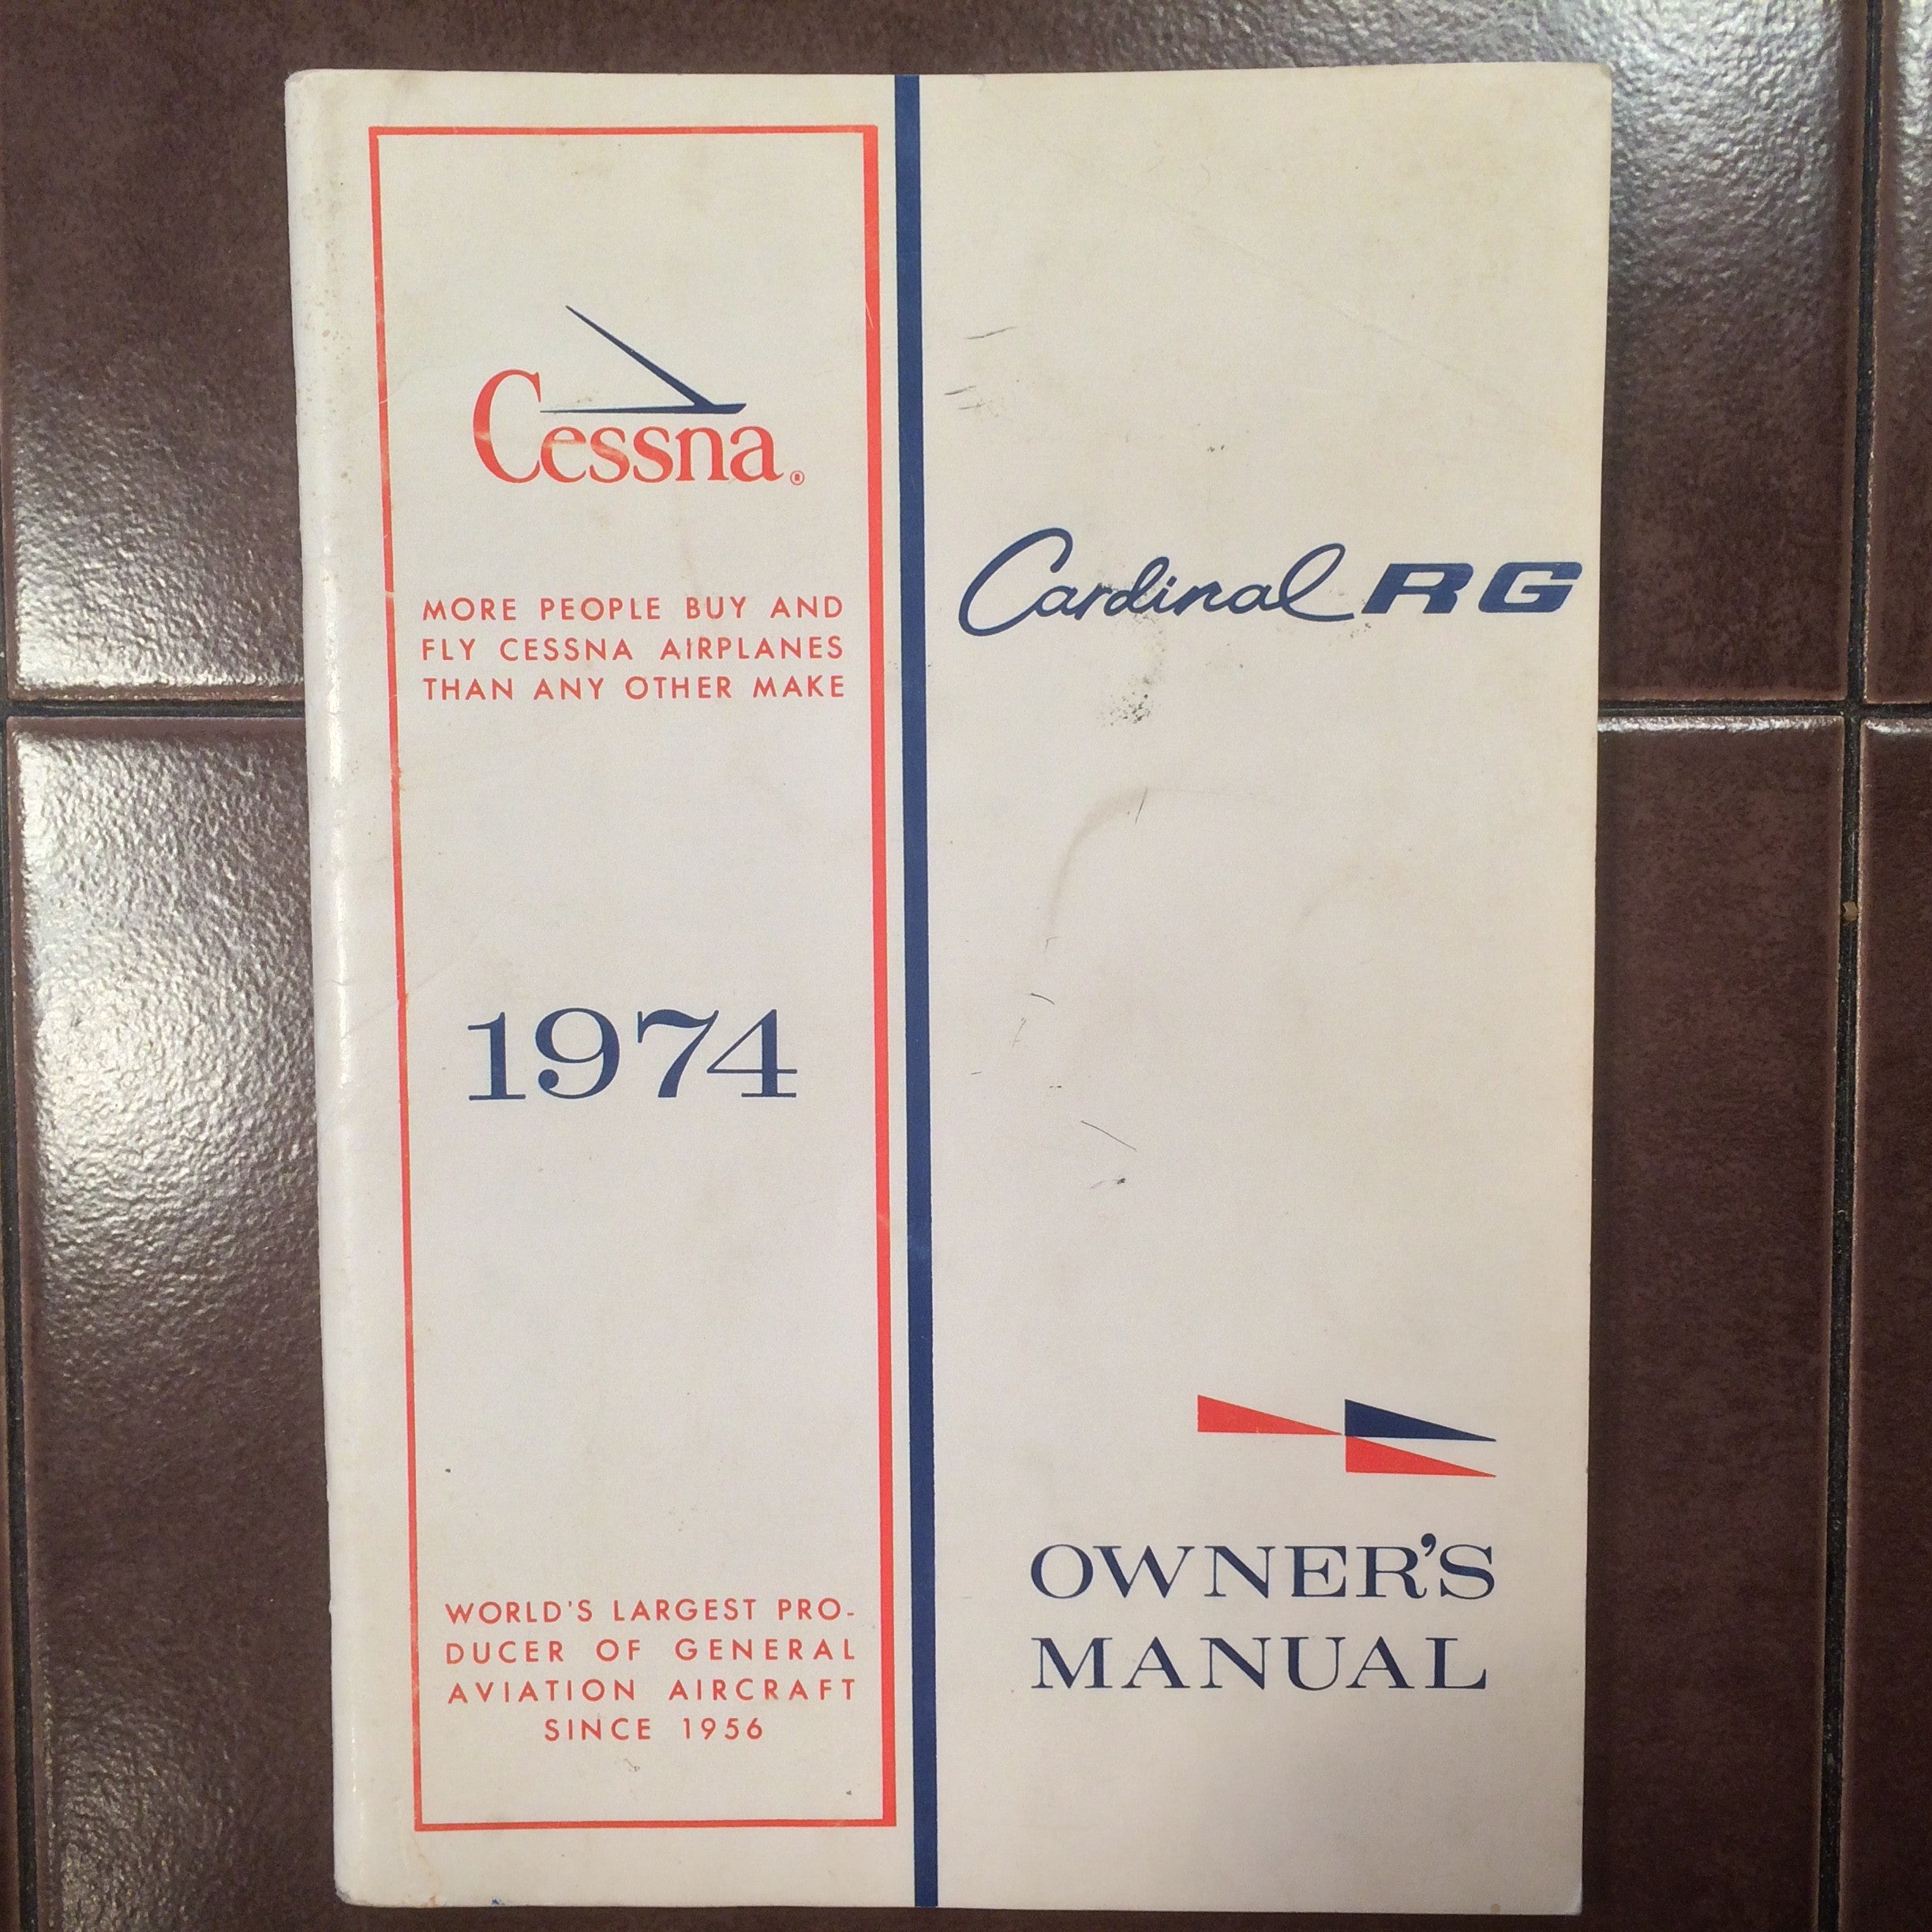 Cessna®
MORE PEOPLE BUY AND
FLY CESSNA AIRPLANES
THAN ANY OTHER MAKE
1974
WORLD'S LARGEST PRO-
DUCER OF GENERAL
AVIATION AIRCRAFT
SINCE 1956
Cardinal RG
OWNER'S
MANUAL